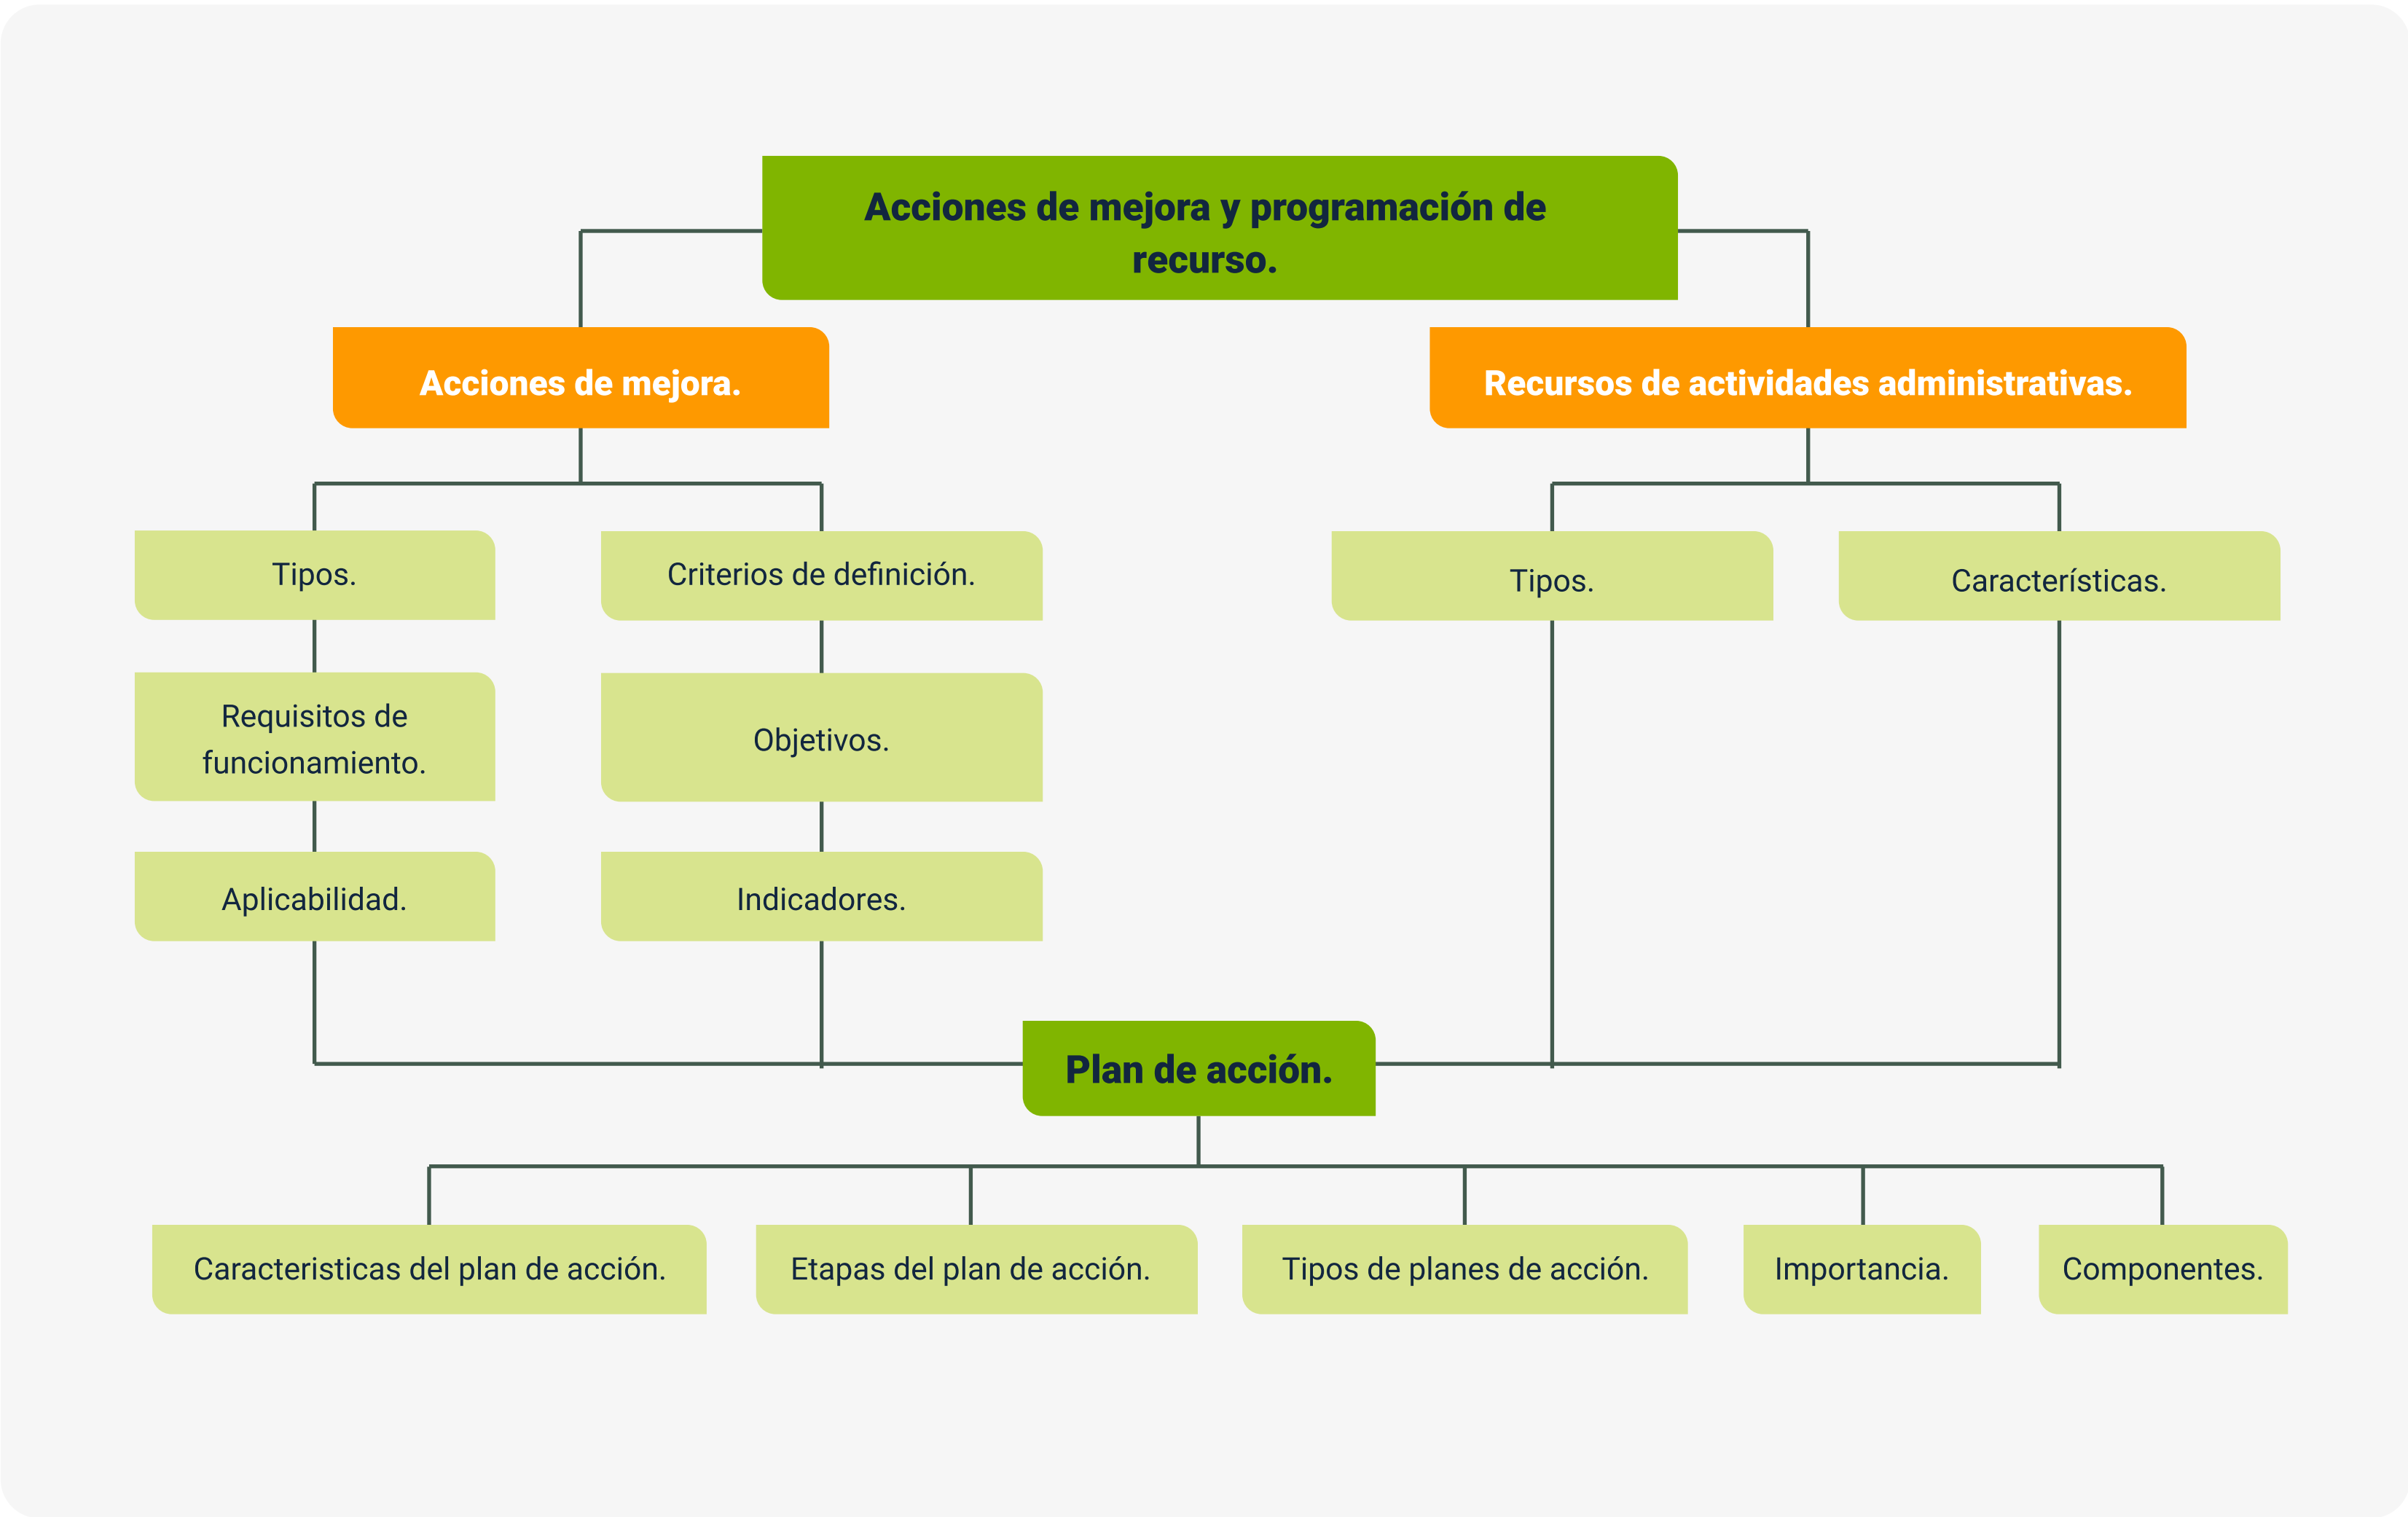 Acciones de mejora y programación de
recurso.
Acciones de mejora.
Recursos de actividades administrativas.
Tipos.
Criterios de definición.
Tipos.
Características.
Requisitos de
funcionamiento.
Objetivos.
Aplicabilidad.
Indicadores.
Plan de acción.
Caracteristicas del plan de acción.
Etapas del plan de acción.
Tipos de planes de acción.
Importancia.
Componentes.